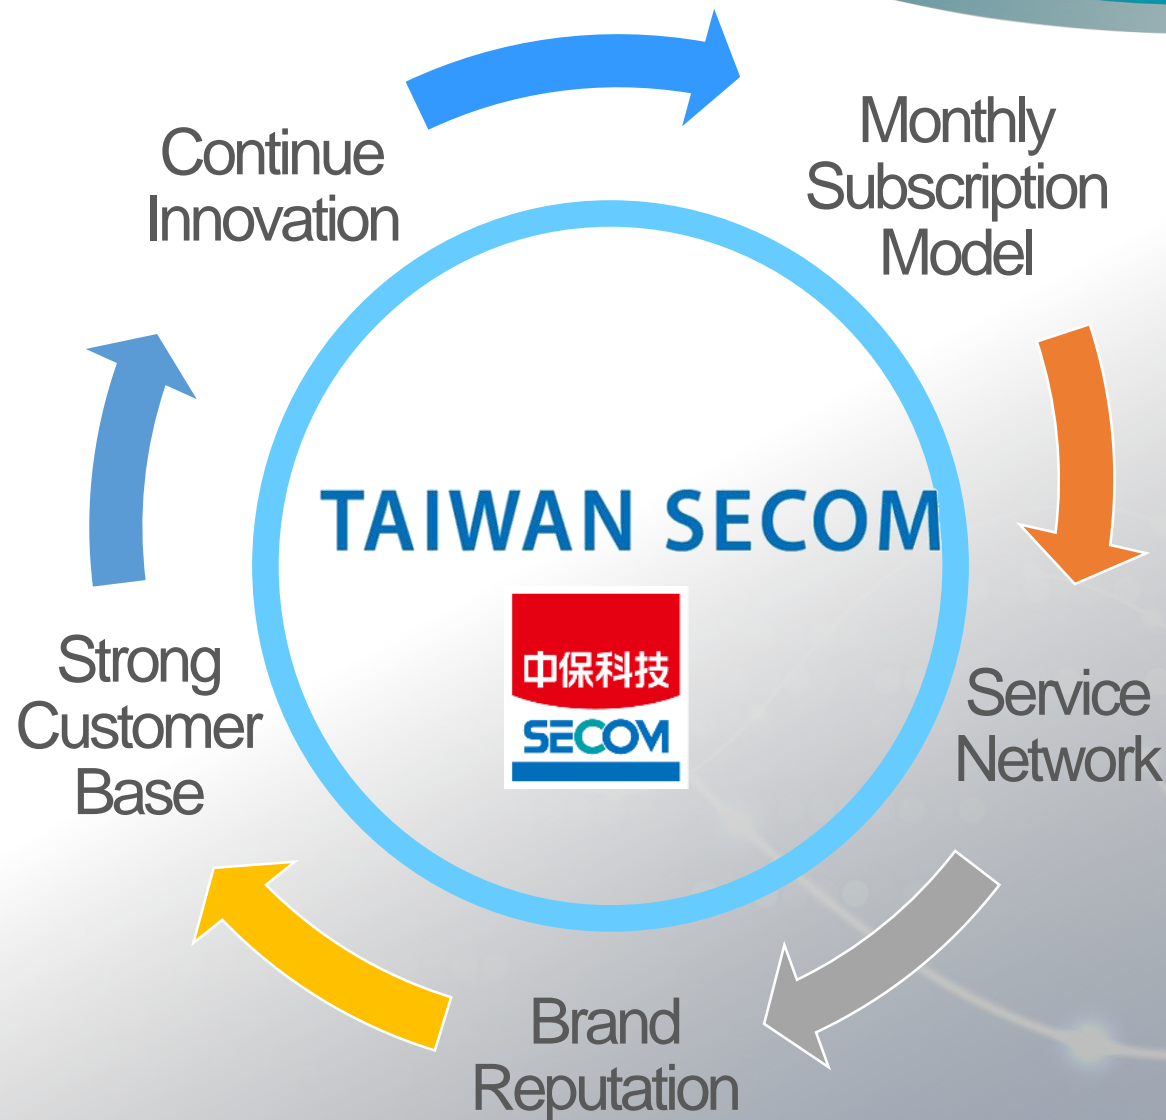 Continue
Innovation
Monthly
Subscription
Model
TAIWAN SECOM
中保科技
SECOM
Strong
Customer
Base
Service
Network
Brand
Reputation